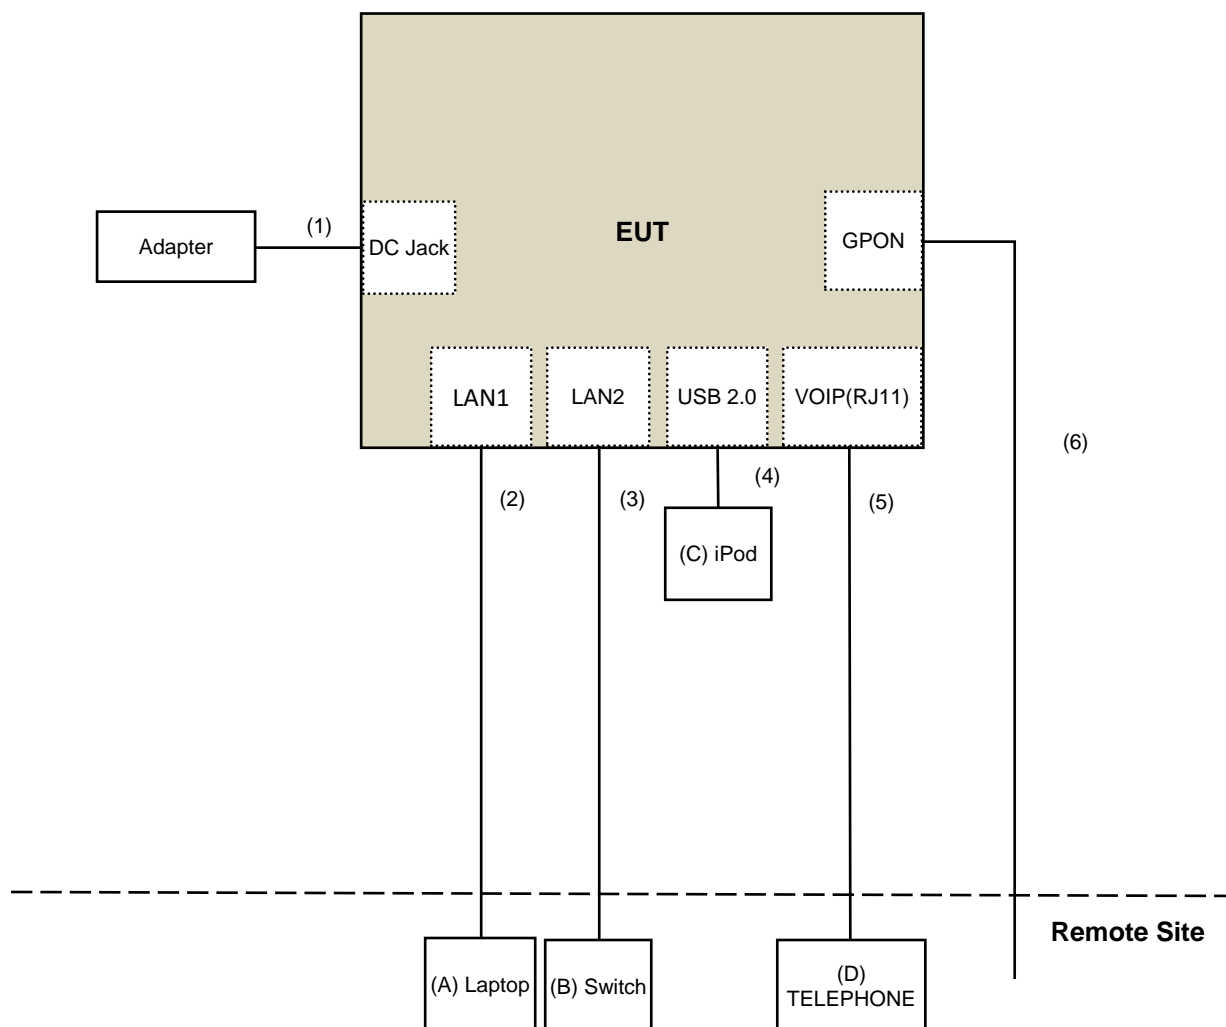 (1)
Adapter
DC Jack
EUT
GPON
LAN1
LAN2
USB 2.0
VOIP(RJ11)
(2)
(3)
(4)
(5)
(6)
(C) iPod
Remote Site
(A) Laptop
(B) Switch
(D)
TELEPHONE